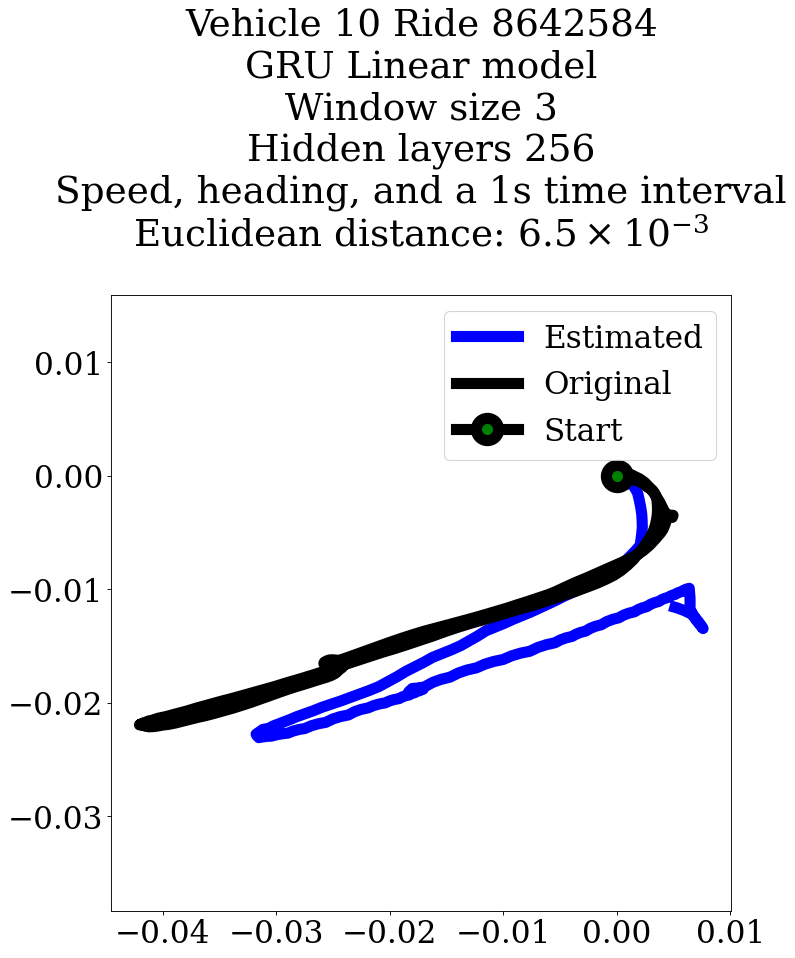 Vehicle 10 Ride 8642584
GRU Linear model
Window size 3
Hidden layers 256
Speed, heading, and a 1s time interval
Euclidean distance: 6.5 × 10⁻³
Estimated
Original
Start
0.01
0.00
−0.01
−0.02
−0.03
−0.04 −0.03 −0.02 −0.01 0.00 0.01